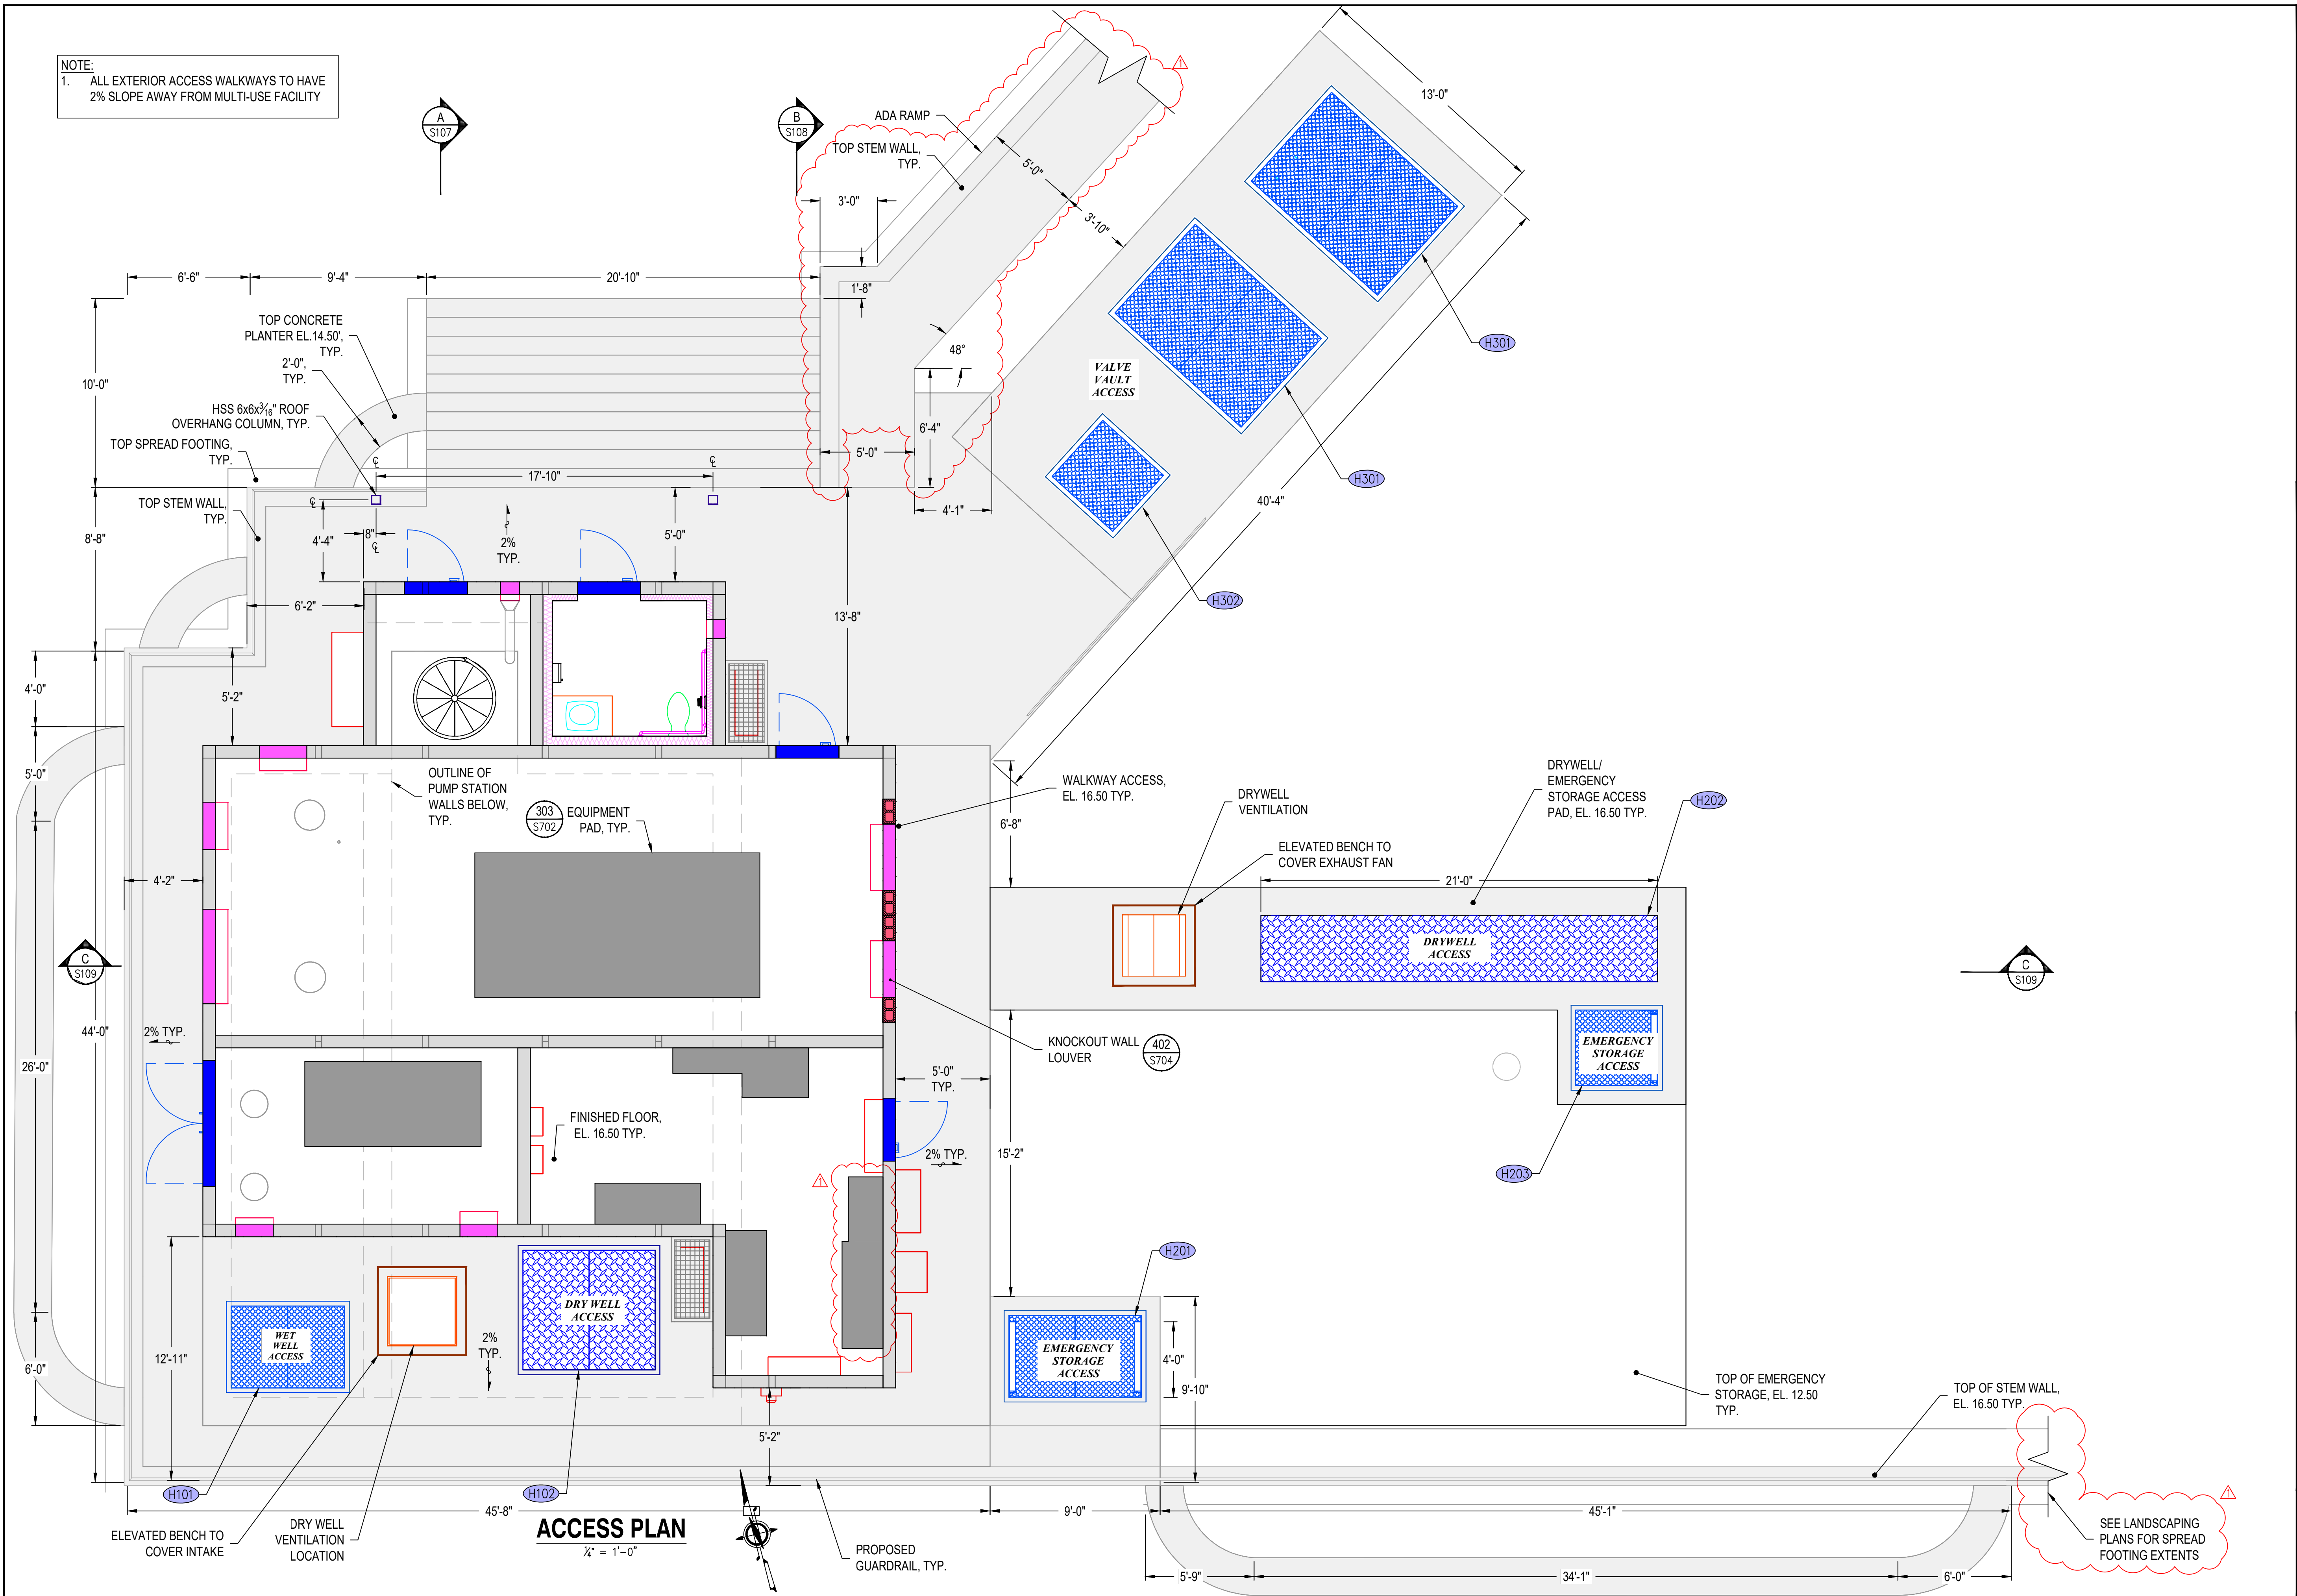 NOTE:
1. ALL EXTERIOR ACCESS WALKWAYS TO HAVE
2% SLOPE AWAY FROM MULTI-USE FACILITY
A
S107
B
S108
ADA RAMP
TOP STEM WALL,
TYP.
13'-0"
5'-0"
3'-10"
3'-0"
6'-6"
9'-4"
20'-10"
1'-8"
TOP CONCRETE
PLANTER EL.14.50',
TYP.
2'-0",
TYP.
48°
H301
VALVE
VAULT
ACCESS
10'-0"
HSS 6x6x3⁄16" ROOF
OVERHANG COLUMN, TYP.
TOP SPREAD FOOTING,
TYP.
6'-4"
5'-0"
17'-10"
H301
40'-4"
TOP STEM WALL,
TYP.
4'-1"
8'-8"
4'-4"
8"
2%
TYP.
5'-0"
H302
6'-2"
13'-8"
4'-0"
5'-2"
5'-0"
OUTLINE OF
PUMP STATION
WALLS BELOW,
TYP.
303
S702
EQUIPMENT
PAD, TYP.
WALKWAY ACCESS,
EL. 16.50 TYP.
6'-8"
DRYWELL
VENTILATION
DRYWELL/
EMERGENCY
STORAGE ACCESS
PAD, EL. 16.50 TYP.
H202
ELEVATED BENCH TO
COVER EXHAUST FAN
4'-2"
21'-0"
DRYWELL
ACCESS
C
S109
C
S109
44'-0"
2% TYP.
KNOCKOUT WALL
LOUVER
402
S704
EMERGENCY
STORAGE
ACCESS
26'-0"
5'-0"
TYP.
FINISHED FLOOR,
EL. 16.50 TYP.
2% TYP.
15'-2"
H203
H201
DRY WELL
ACCESS
WET
WELL
ACCESS
2%
TYP.
12'-11"
6'-0"
EMERGENCY
STORAGE
ACCESS
4'-0"
9'-10"
TOP OF EMERGENCY
STORAGE, EL. 12.50
TYP.
TOP OF STEM WALL,
EL. 16.50 TYP.
5'-2"
H101
H102
45'-8"
9'-0"
45'-1"
ELEVATED BENCH TO
COVER INTAKE
DRY WELL
VENTILATION
LOCATION
ACCESS PLAN
1⁄4" = 1'-0"
PROPOSED
GUARDRAIL, TYP.
SEE LANDSCAPING
PLANS FOR SPREAD
FOOTING EXTENTS
5'-9"
34'-1"
6'-0"